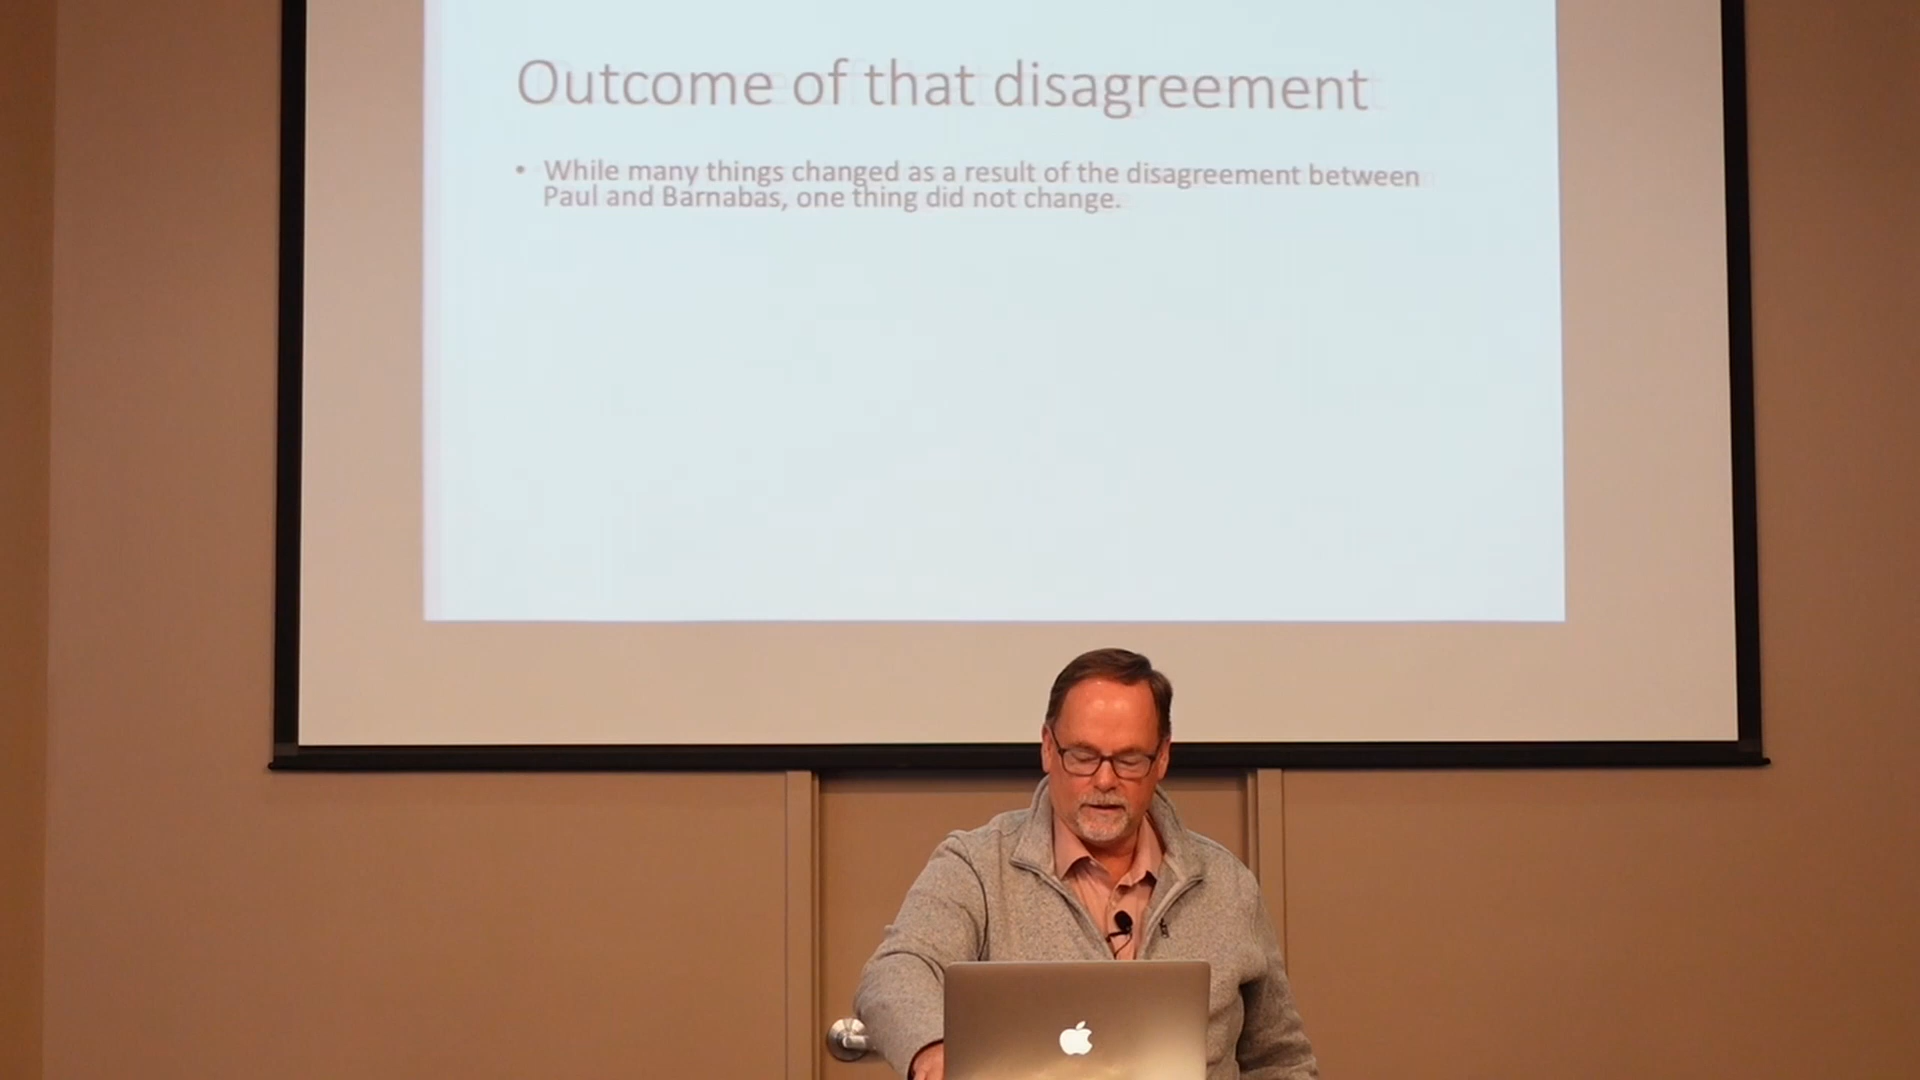 Outcome of that disagreement
• While many things changed as a result of the disagreement between
Paul and Barnabas, one thing did not change.